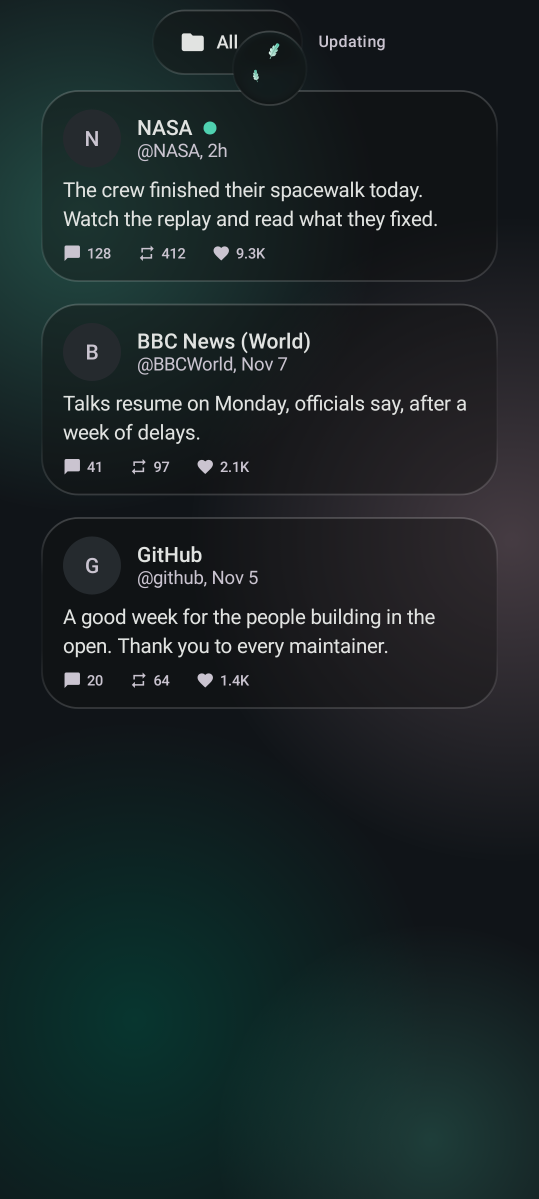 All
Updating
N
NASA
@NASA, 2h
The crew finished their spacewalk today.
Watch the replay and read what they fixed.
128 412 9.3K
B
BBC News (World)
@BBCWorld, Nov 7
Talks resume on Monday, officials say, after a
week of delays.
41 97 2.1K
G
GitHub
@github, Nov 5
A good week for the people building in the
open. Thank you to every maintainer.
20 64 1.4K